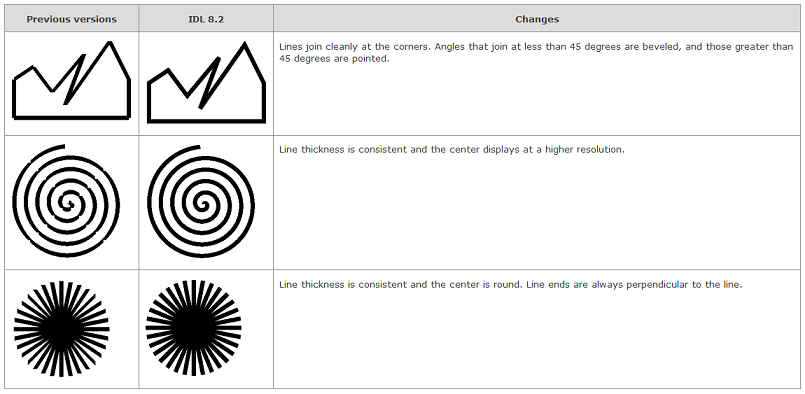 Previous versions
IDL 8.2
Changes
Lines join cleanly at the corners. Angles that join at less than 45 degrees are beveled, and those greater than
45 degrees are pointed.
Line thickness is consistent and the center displays at a higher resolution.
Line thickness is consistent and the center is round. Line ends are always perpendicular to the line.